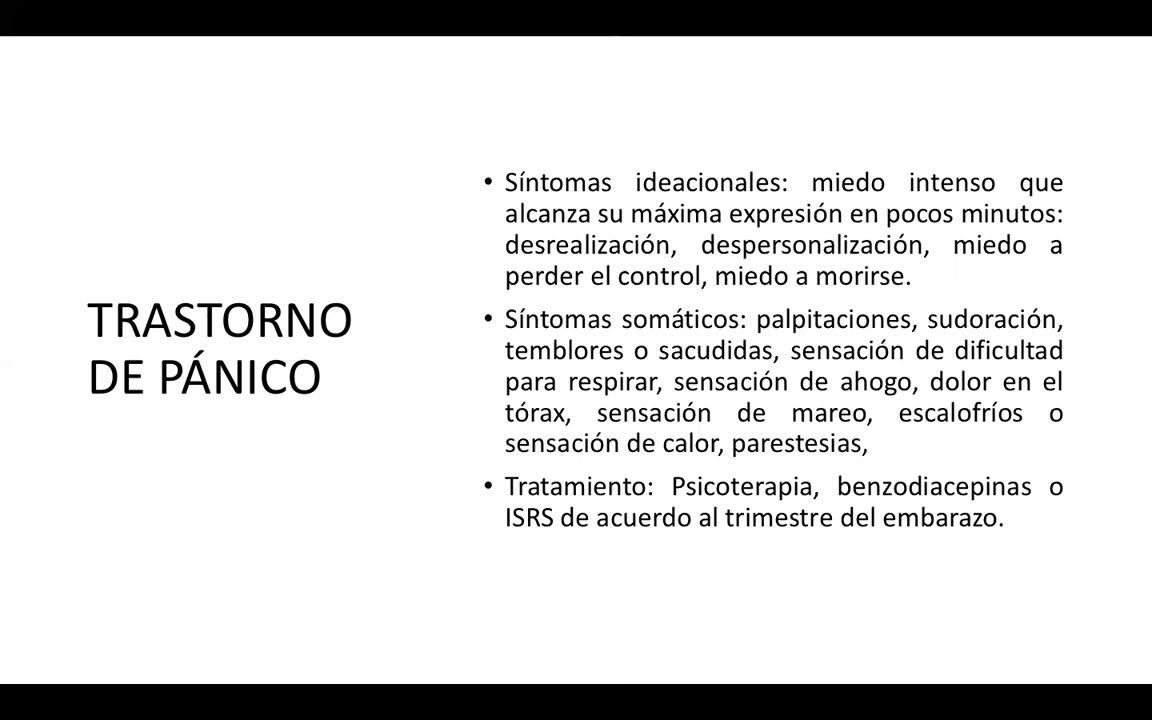 TRASTORNO
DE PÁNICO
• Síntomas ideacionales: miedo intenso que
alcanza su máxima expresión en pocos minutos:
desrealización, despersonalización, miedo a
perder el control, miedo a morirse.
• Síntomas somáticos: palpitaciones, sudoración,
temblores o sacudidas, sensación de dificultad
para respirar, sensación de ahogo, dolor en el
tórax, sensación de mareo, escalofríos o
sensación de calor, parestesias,
• Tratamiento: Psicoterapia, benzodiacepinas o
ISRS de acuerdo al trimestre del embarazo.